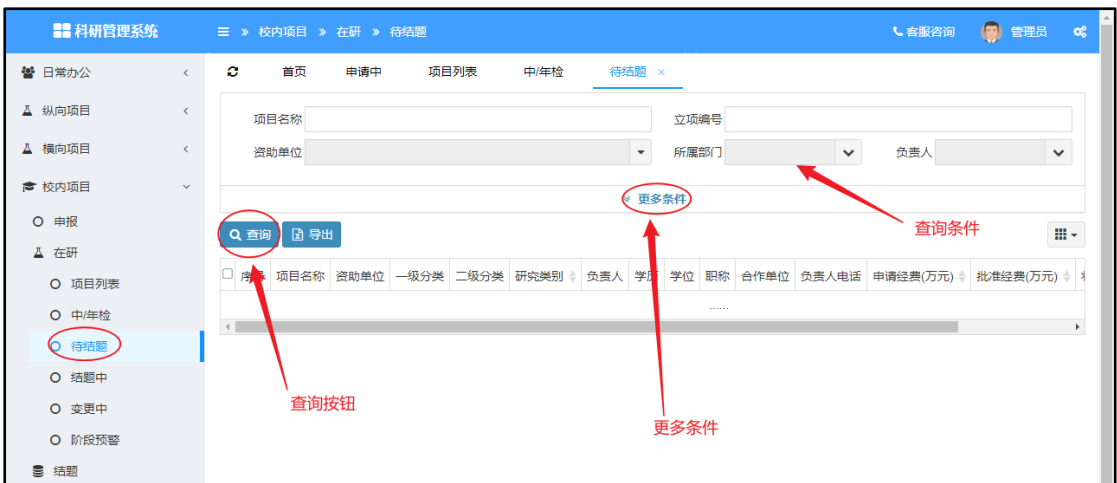 科研管理系统
» 校内项目 » 在研 » 待结题
客服咨询
管理员
日常办公
纵向项目
横向项目
校内项目
申报
在研
项目列表
中/年检
待结题
结题中
变更中
阶段预警
结题
首页 申请中 项目列表 中/年检 待结题 ×
项目名称 立项编号
资助单位 所属部门 负责人
更多条件
查询条件
查询 导出
项目名称 资助单位 一级分类 二级分类 研究类别 负责人 学历 学位 职称 合作单位 负责人电话 申请经费(万元) 批准经费(万元)
......
查询按钮
更多条件